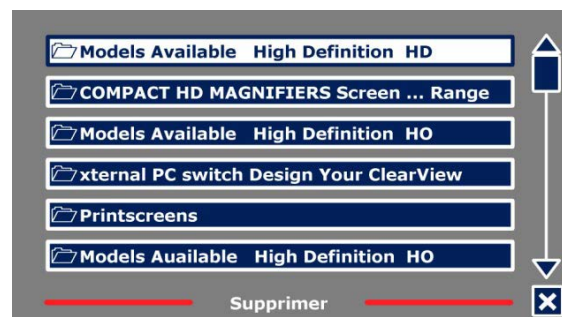 Models Available High Definition HD
COMPACT HD MAGNIFIERS Screen ... Range
Models Available High Definition HO
xternal PC switch Design Your ClearView
Printscreens
Models Auailable High Definition HO
Supprimer